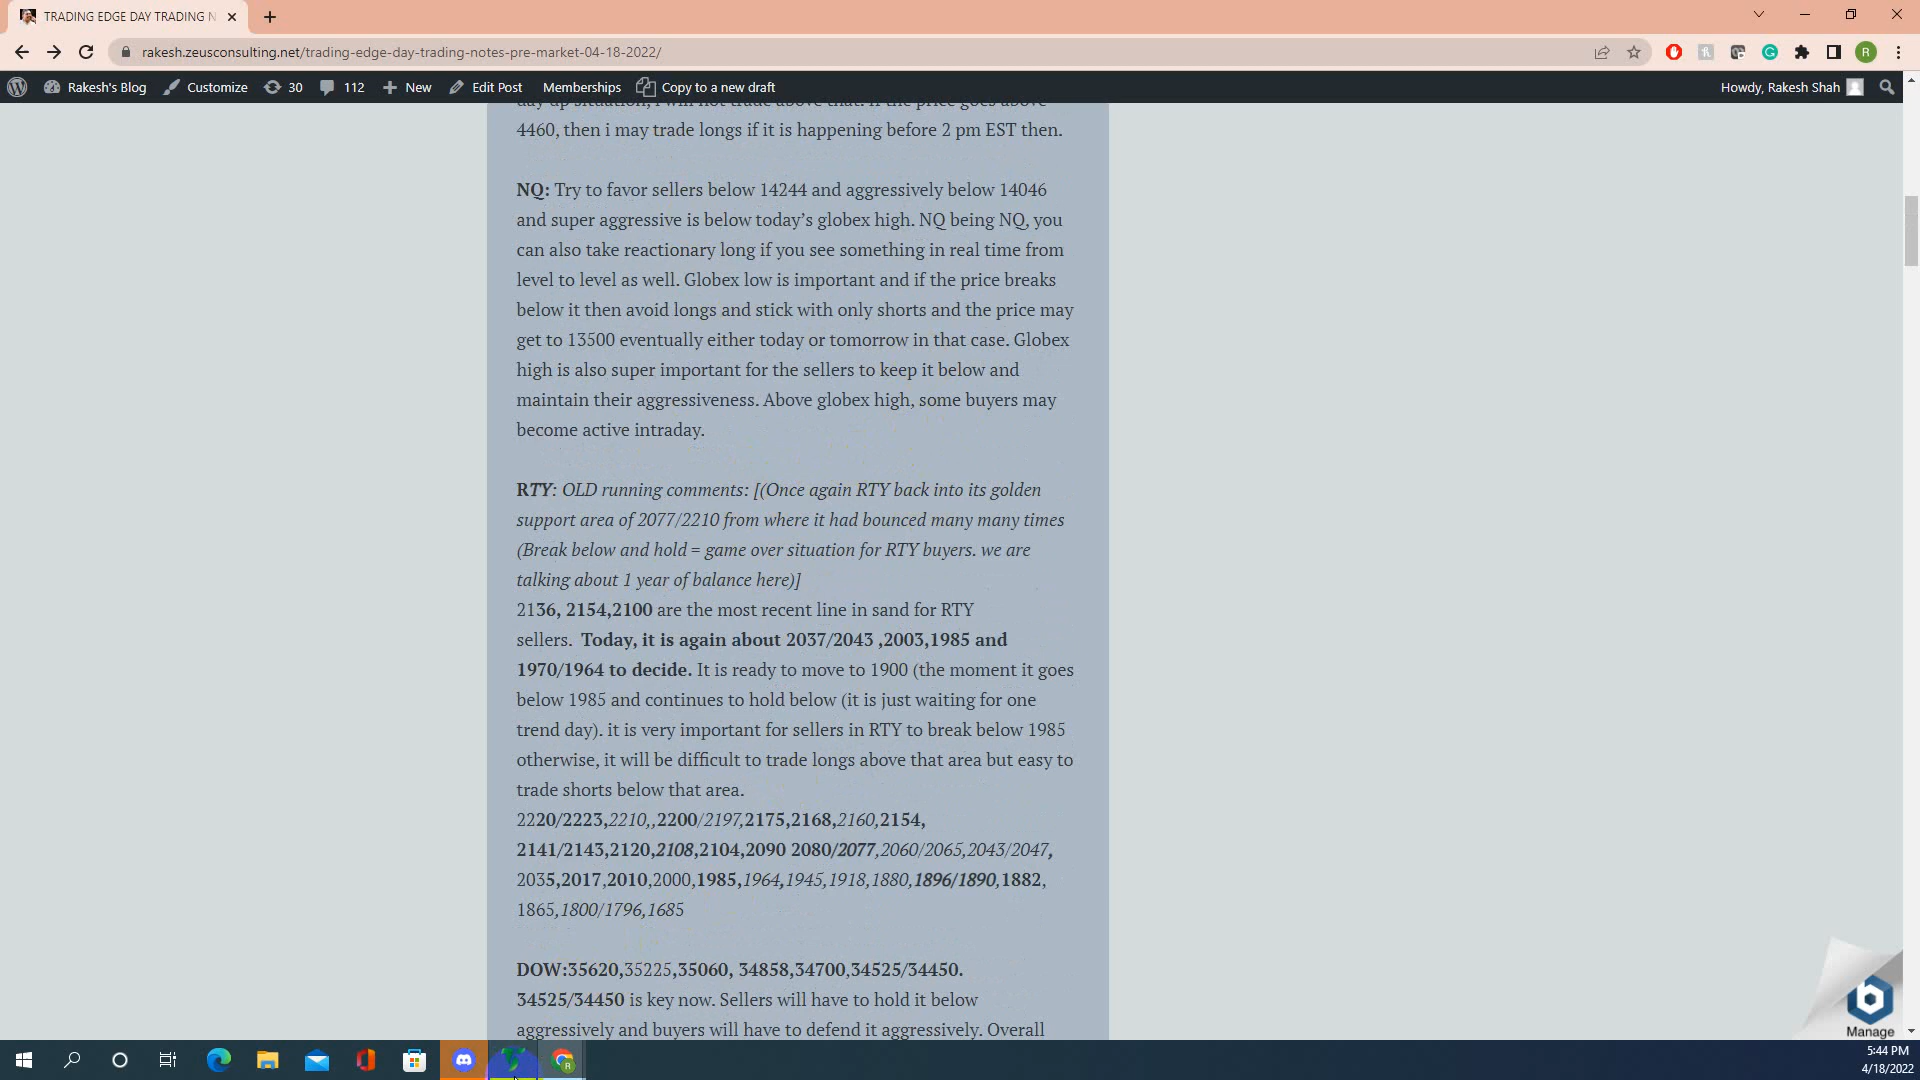 TRADING EDGE DAY TRADING N
rakesh.zeusconsulting.net/trading-edge-day-trading-notes-pre-market-04-18-2022/
R
Rakesh's Blog Customize 30 112 New Edit Post Memberships Copy to a new draft Howdy, Rakesh Shah
day up situation, i will not trade above that. If the price goes above
4460, then i may trade longs if it is happening before 2 pm EST then.
NQ: Try to favor sellers below 14244 and aggressively below 14046
and super aggressive is below today’s globex high. NQ being NQ, you
can also take reactionary long if you see something in real time from
level to level as well. Globex low is important and if the price breaks
below it then avoid longs and stick with only shorts and the price may
get to 13500 eventually either today or tomorrow in that case. Globex
high is also super important for the sellers to keep it below and
maintain their aggressiveness. Above globex high, some buyers may
become active intraday.
RTY: OLD running comments: [(Once again RTY back into its golden
support area of 2077/2210 from where it had bounced many many times
(Break below and hold = game over situation for RTY buyers. we are
talking about 1 year of balance here)]
2136, 2154,2100 are the most recent line in sand for RTY
sellers. Today, it is again about 2037/2043 ,2003,1985 and
1970/1964 to decide. It is ready to move to 1900 (the moment it goes
below 1985 and continues to hold below (it is just waiting for one
trend day). it is very important for sellers in RTY to break below 1985
otherwise, it will be difficult to trade longs above that area but easy to
trade shorts below that area.
2220/2223,2210,,2200/2197,2175,2168,2160,2154,
2141/2143,2120,2108,2104,2090 2080/2077,2060/2065,2043/2047,
2035,2017,2010,2000,1985,1964,1945,1918,1880,1896/1890,1882,
1865,1800/1796,1685
DOW:35620,35225,35060, 34858,34700,34525/34450.
34525/34450 is key now. Sellers will have to hold it below
aggressively and buyers will have to defend it aggressively. Overall
b
Manage
R
5:44 PM
4/18/2022